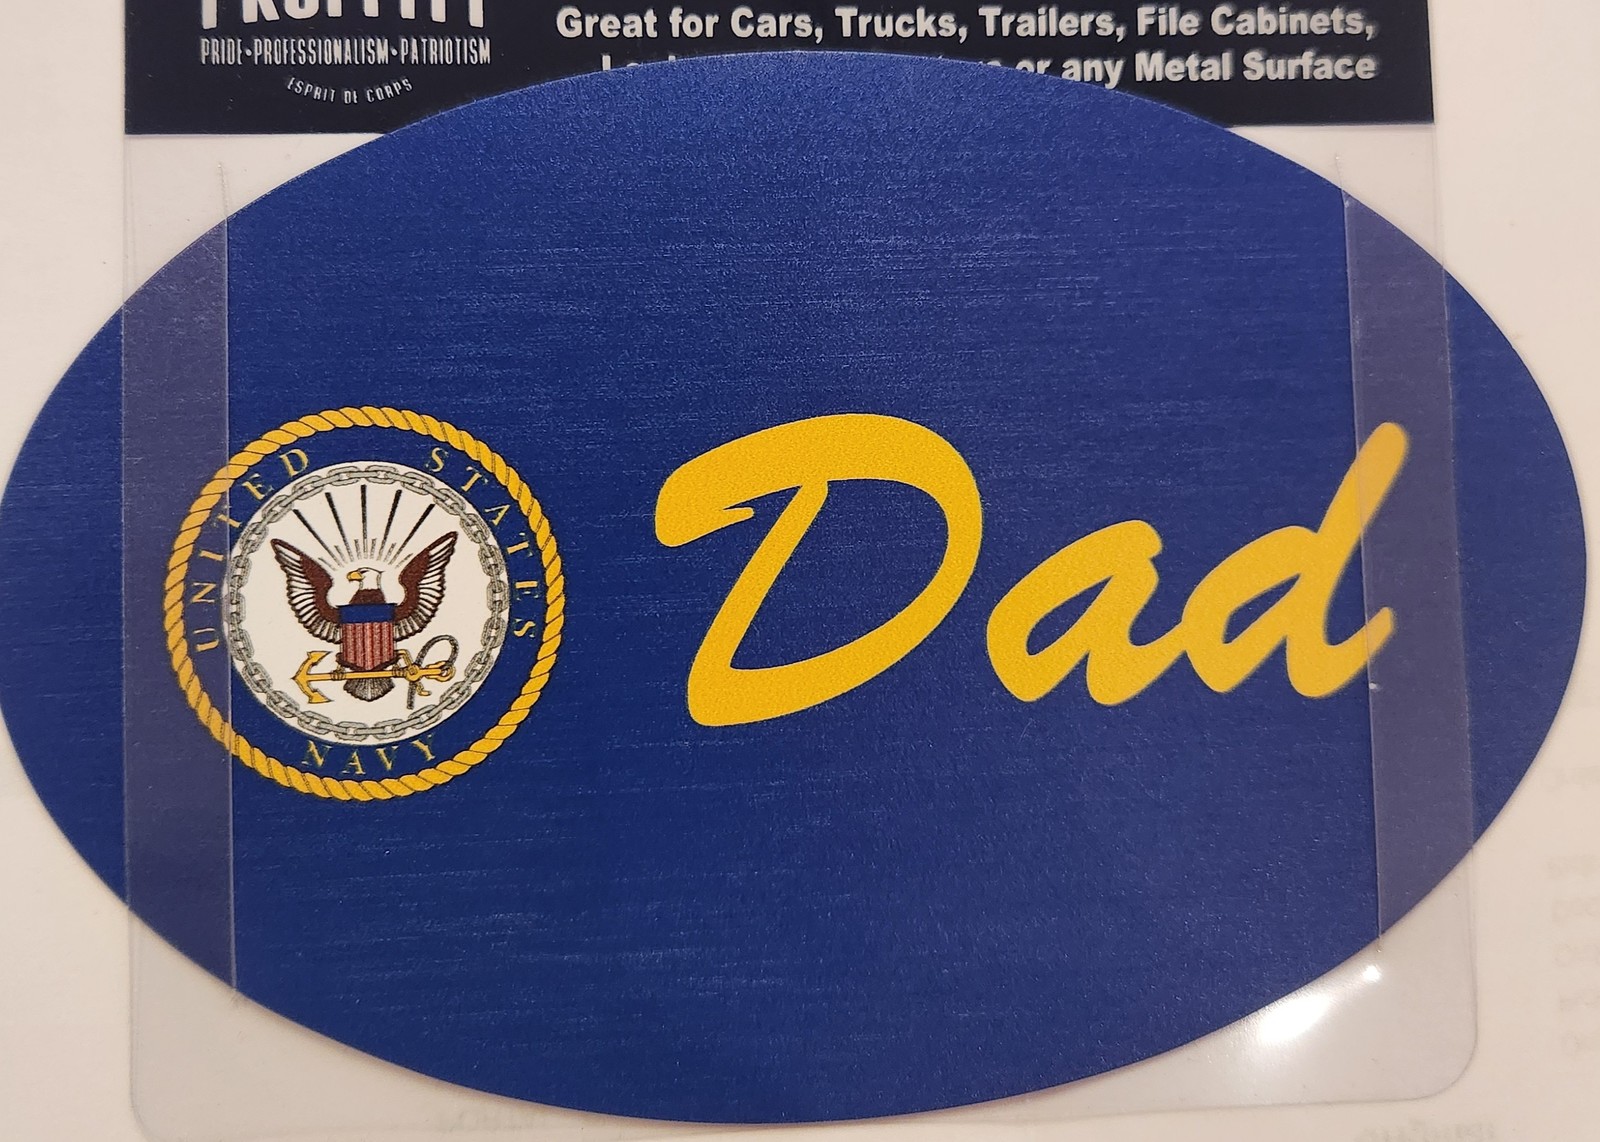 PRIDE•PROFESSIONALISM•PATRIOTISM
ESPRIT DE CORPS
Great for Cars, Trucks, Trailers, File Cabinets,
or any Metal Surface
UNITED STATES
NAVY
Dad